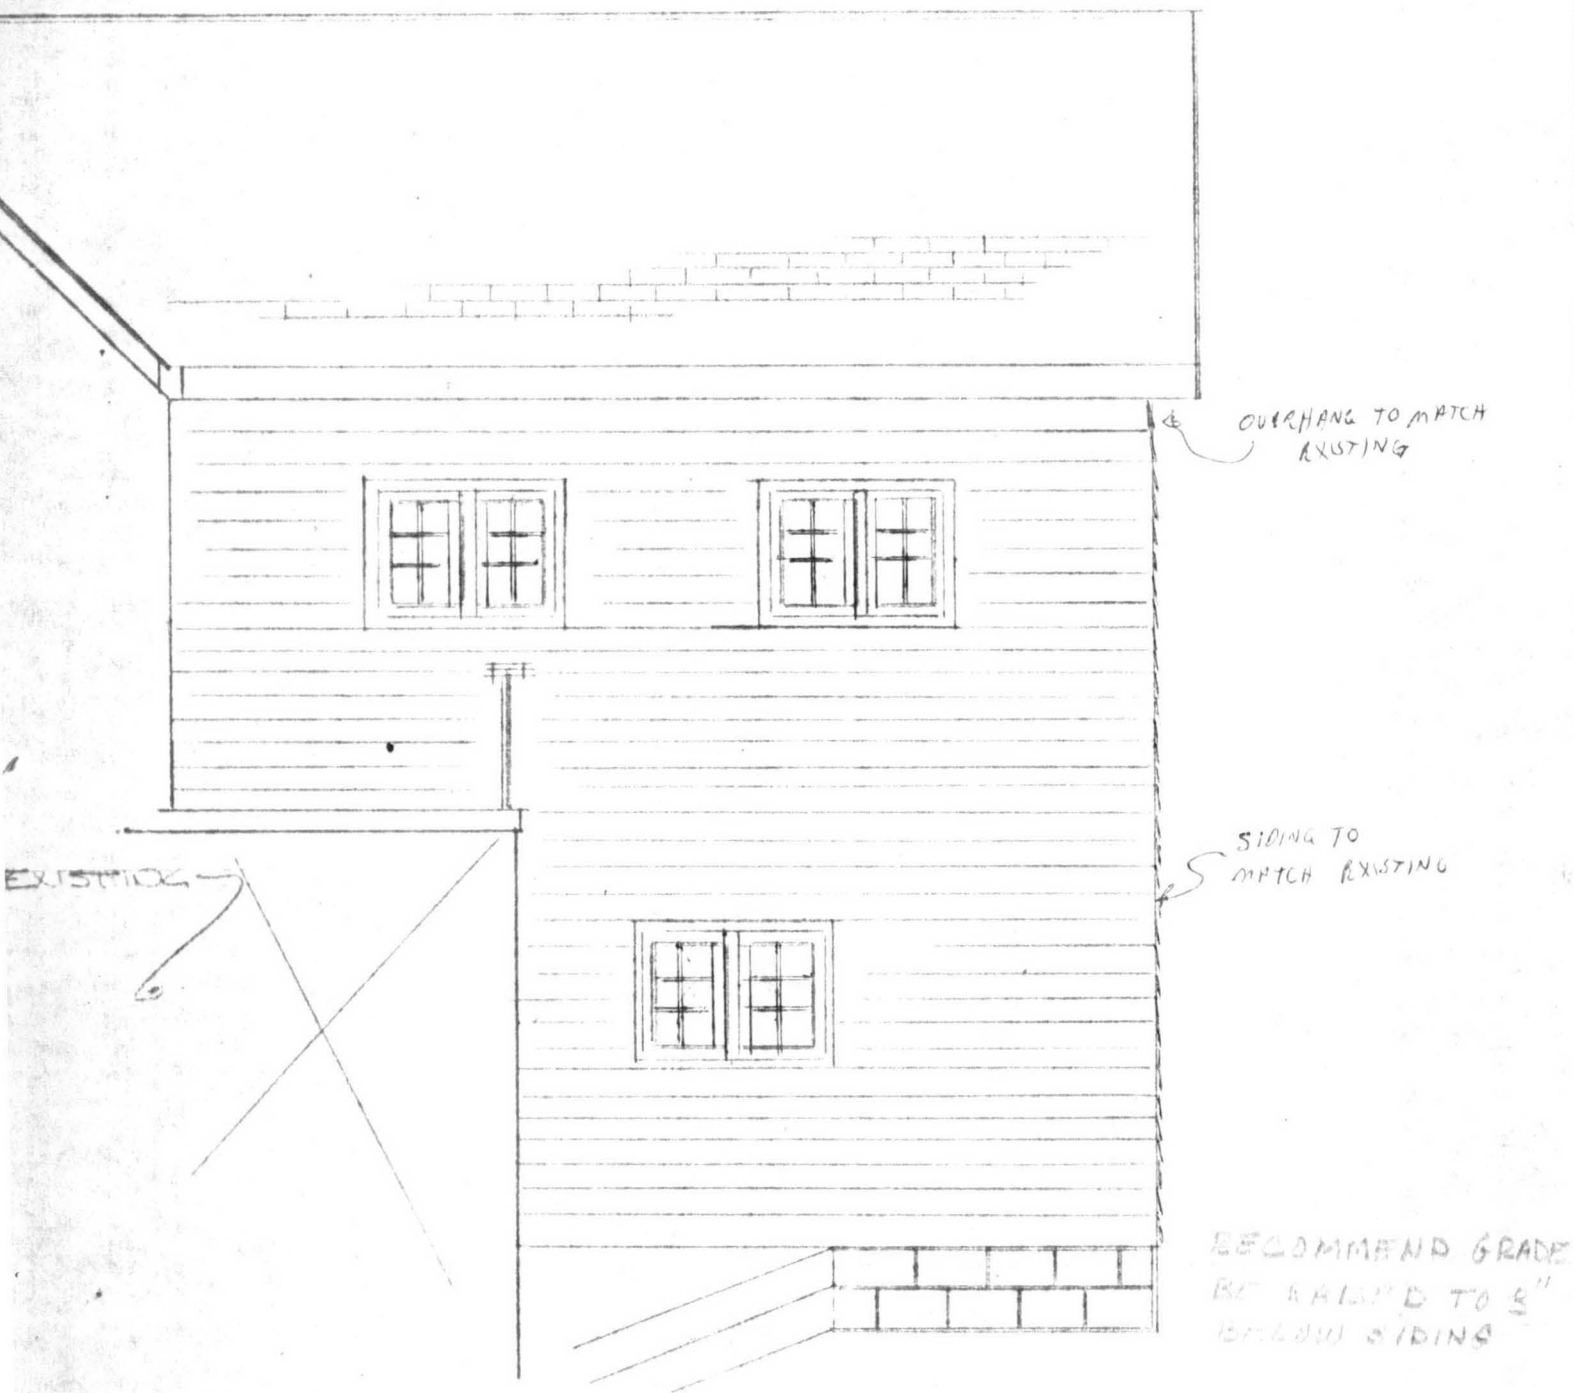 OVERHANG TO MATCH
EXISTING
EXISTING
SIDING TO
MATCH EXISTING
RECOMMEND GRADE
BE RAISED TO 8"
BELOW SIDING